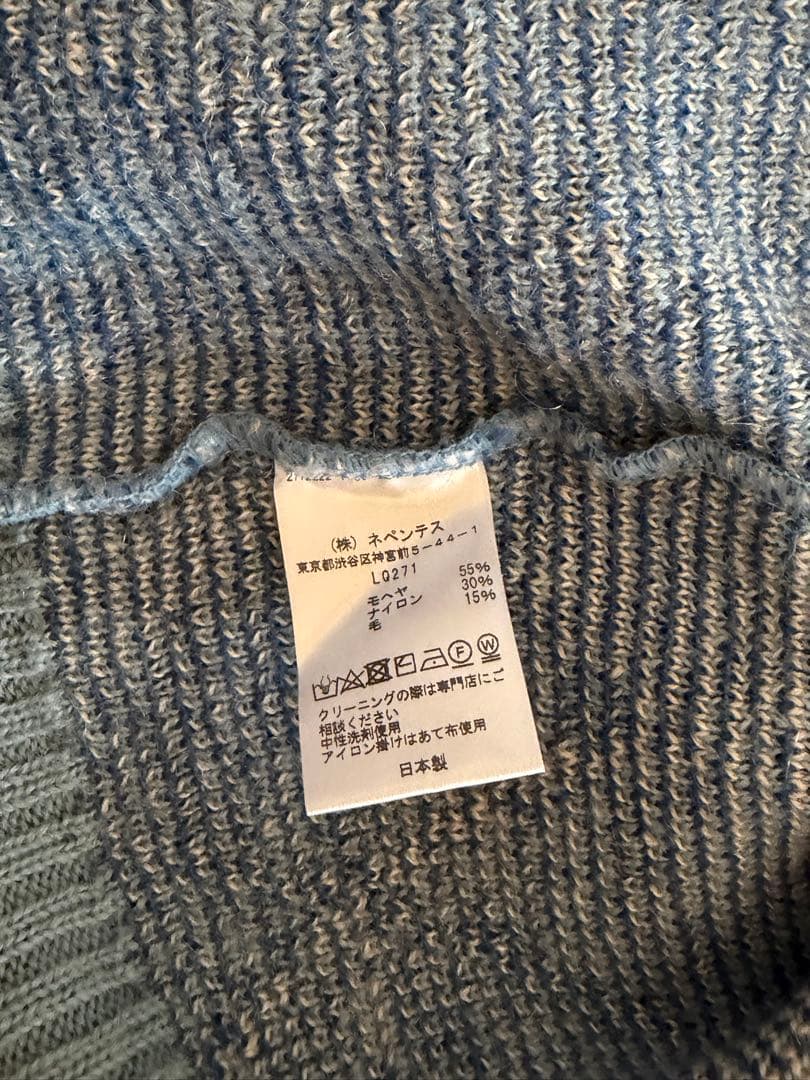 (株) ネペンテス
東京都渋谷区神宮前5-44-1
LQ271
モヘヤ 55%
ナイロン 30%
毛 15%
F W
クリーニングの際は専門店にご
相談ください
中性洗剤使用
アイロン掛けはあて布使用
日本製